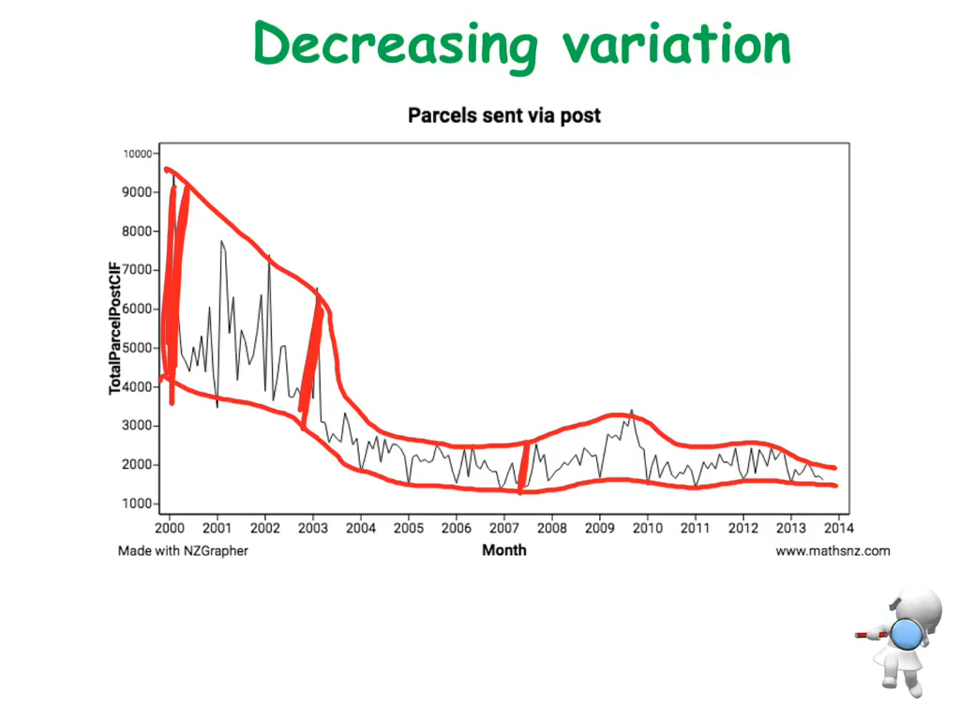 Decreasing variation
Parcels sent via post
TotalParcelPostCIF
10000
9000
8000
7000
6000
5000
4000
3000
2000
1000
2000 2001 2002 2003 2004 2005 2006 2007 2008 2009 2010 2011 2012 2013 2014
Made with NZGrapher
Month
www.mathsnz.com